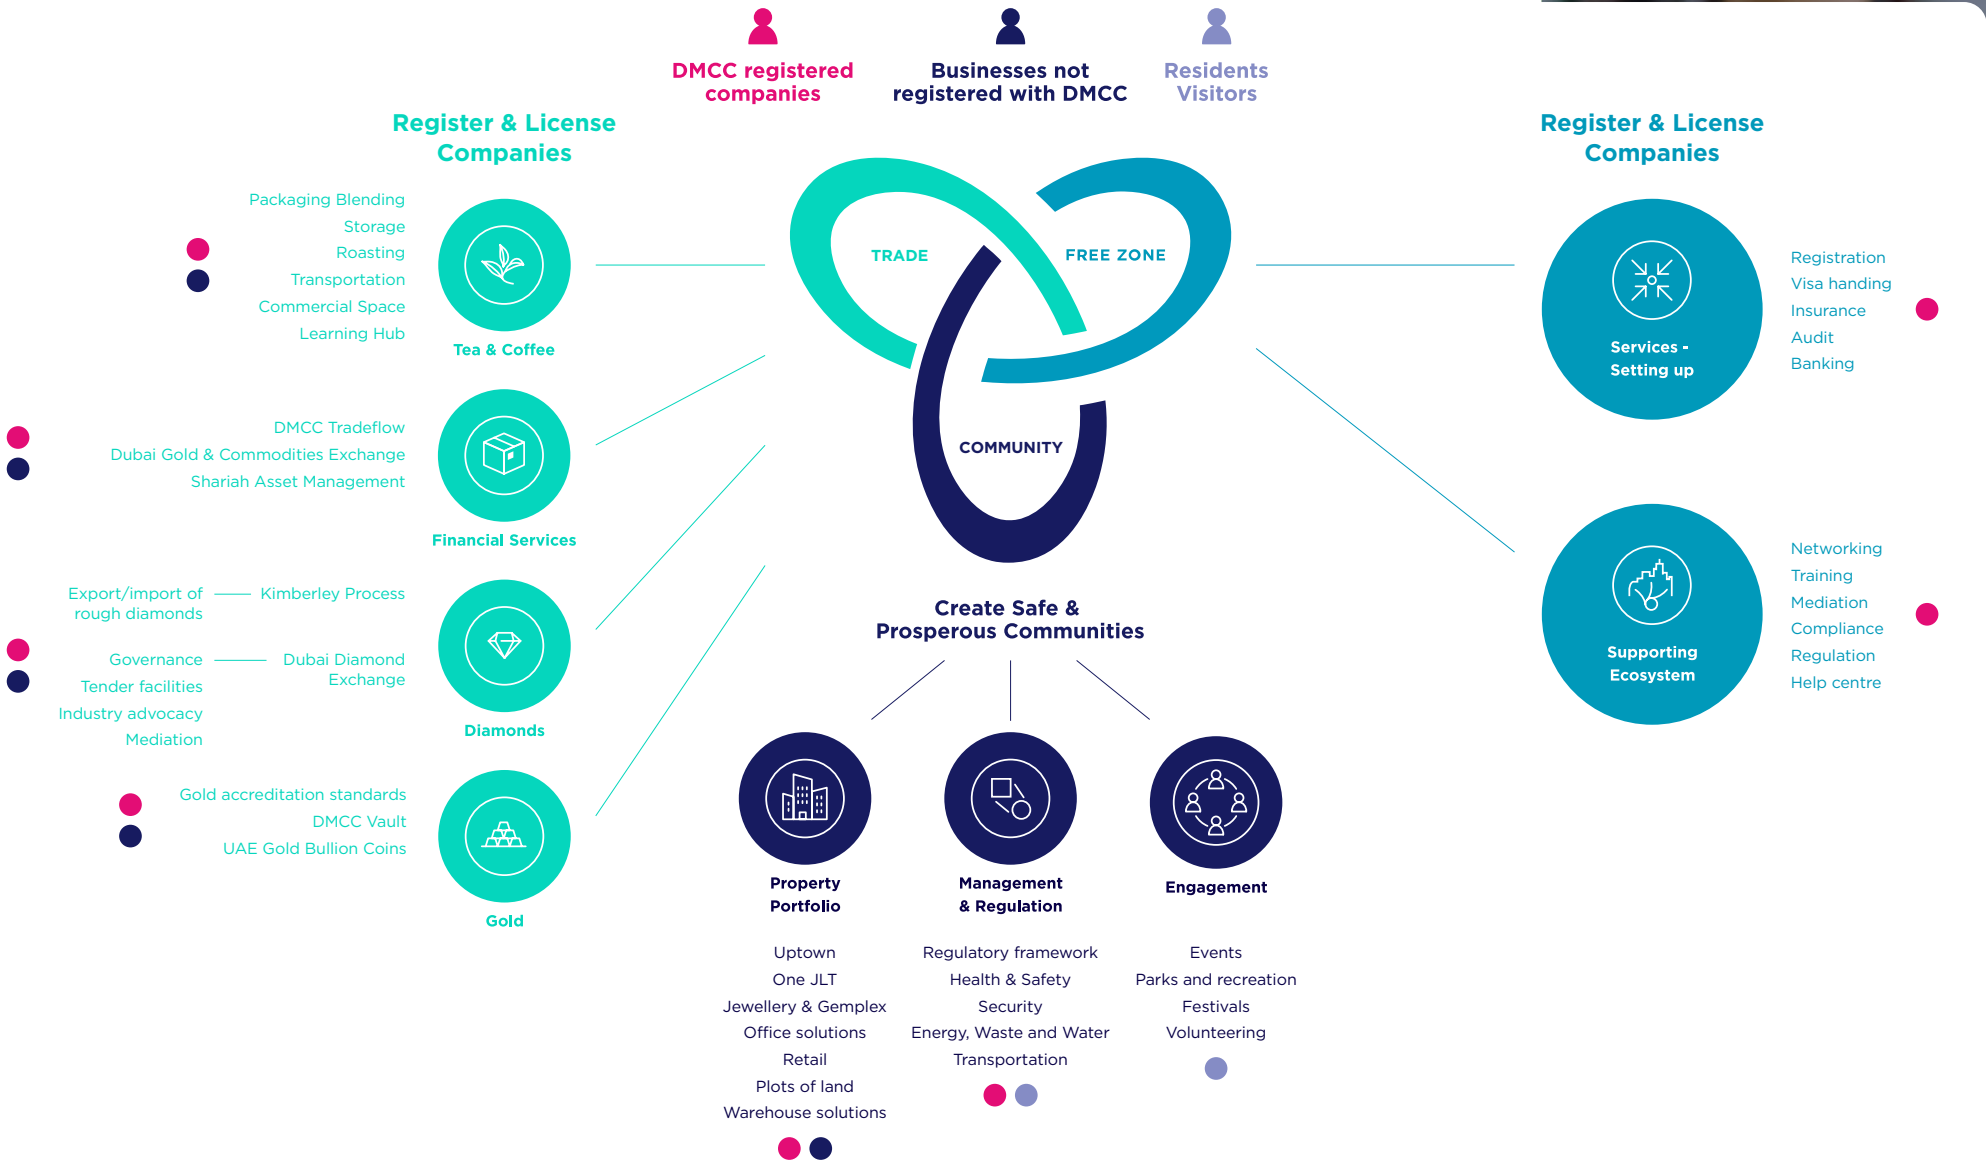 DMCC registered
companies
Businesses not
registered with DMCC
Residents
Visitors
Register & License
Companies
Packaging Blending
Storage
Roasting
Transportation
Commercial Space
Learning Hub
Tea & Coffee
DMCC Tradeflow
Dubai Gold & Commodities Exchange
Shariah Asset Management
Financial Services
Export/import of
rough diamonds
Kimberley Process
Governance
Tender facilities
Industry advocacy
Mediation
Dubai Diamond
Exchange
Diamonds
Gold accreditation standards
DMCC Vault
UAE Gold Bullion Coins
Gold
TRADE
FREE ZONE
COMMUNITY
Create Safe &
Prosperous Communities
Property
Portfolio
Uptown
One JLT
Jewellery & Gemplex
Office solutions
Retail
Plots of land
Warehouse solutions
Management
& Regulation
Regulatory framework
Health & Safety
Security
Energy, Waste and Water
Transportation
Engagement
Events
Parks and recreation
Festivals
Volunteering
Register & License
Companies
Services -
Setting up
Registration
Visa handing
Insurance
Audit
Banking
Supporting
Ecosystem
Networking
Training
Mediation
Compliance
Regulation
Help centre